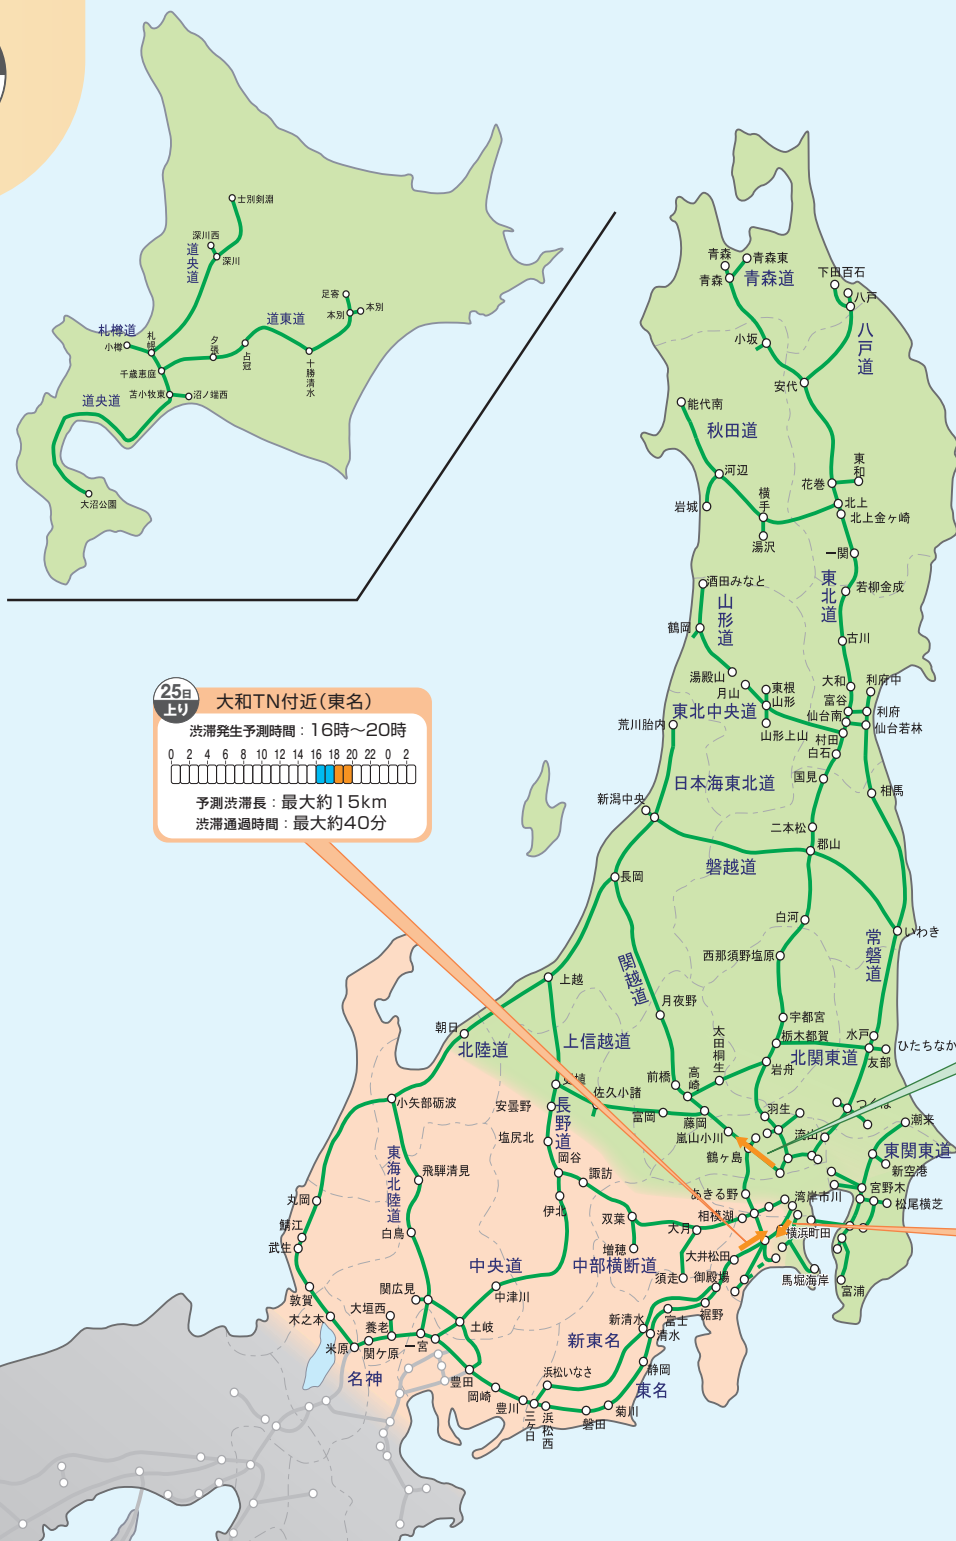 士別剣淵
深川西
深川
道央道
足寄
本別
本別
道東道
札樽道
小樽
札幌
夕張
占冠
十勝清水
千歳恵庭
苫小牧東
沼ノ端西
道央道
大沼公園
青森
青森東
青森
青森道
下田百石
八戸
八戸道
小坂
安代
能代南
秋田道
河辺
岩城
横手
湯沢
東和
花巻
北上
北上金ヶ崎
一関
東北道
若柳金成
古川
酒田みなと
山形道
鶴岡
湯殿山
月山
東根
山形
東北中央道
山形上山
大和
利府中
富谷
利府
仙台南
仙台若林
村田
白石
荒川胎内
国見
相馬
日本海東北道
新潟中央
二本松
郡山
磐越道
長岡
白河
いわき
常磐道
西那須野塩原
関越道
上越
月夜野
宇都宮
水戸
栃木都賀
ひたちなか
北関東道
友部
太田桐生
岩舟
朝日
北陸道
上信越道
前橋
高崎
佐久小諸
小矢部砺波
安曇野
長野道
富岡
藤岡
羽生
つくば
潮来
塩尻北
嵐山小川
流山
東関東道
岡谷
鶴ヶ島
新空港
東海北陸道
飛騨清見
諏訪
宮野木
丸岡
伊北
あきる野
湾岸市川
松尾横芝
鯖江
白鳥
双葉
相模湖
大月
横浜町田
武生
増穂
大井松田
中央道
中部横断道
須走
御殿場
馬堀海岸
富浦
敦賀
関広見
中津川
木之本
大垣西
養老
土岐
新清水
富士
裾野
米原
関ケ原
一宮
新東名
清水
名神
豊田
浜松いなさ
静岡
岡崎
東名
豊川
三ケ日
浜松西
磐田
菊川
25日
上り
大和TN付近（東名）
渋滞発生予測時間：16時〜20時
0 2 4 6 8 10 12 14 16 18 20 22 0 2
予測渋滞長：最大約15km
渋滞通過時間：最大約40分